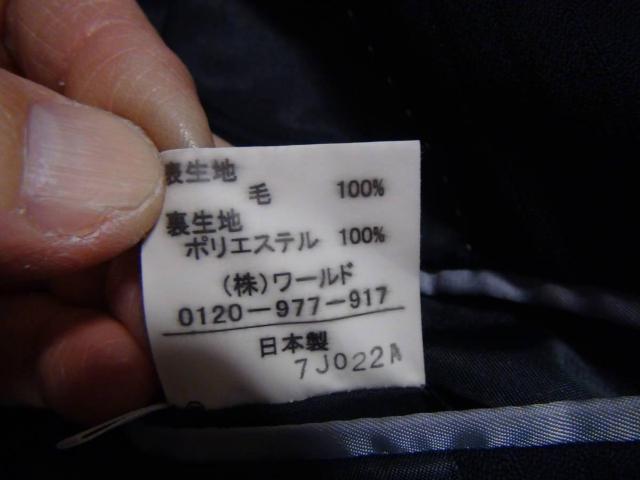 表生地
毛 100%
裏生地
ポリエステル 100%
(株)ワールド
0120-977-917
日本製
7J022A